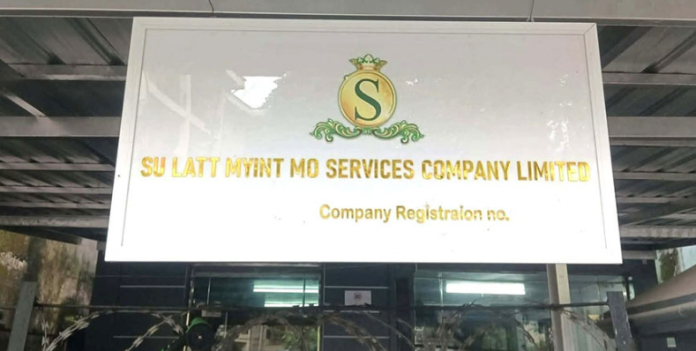 S
SU LATT MYINT MO SERVICES COMPANY LIMITED
Company Registraion no.